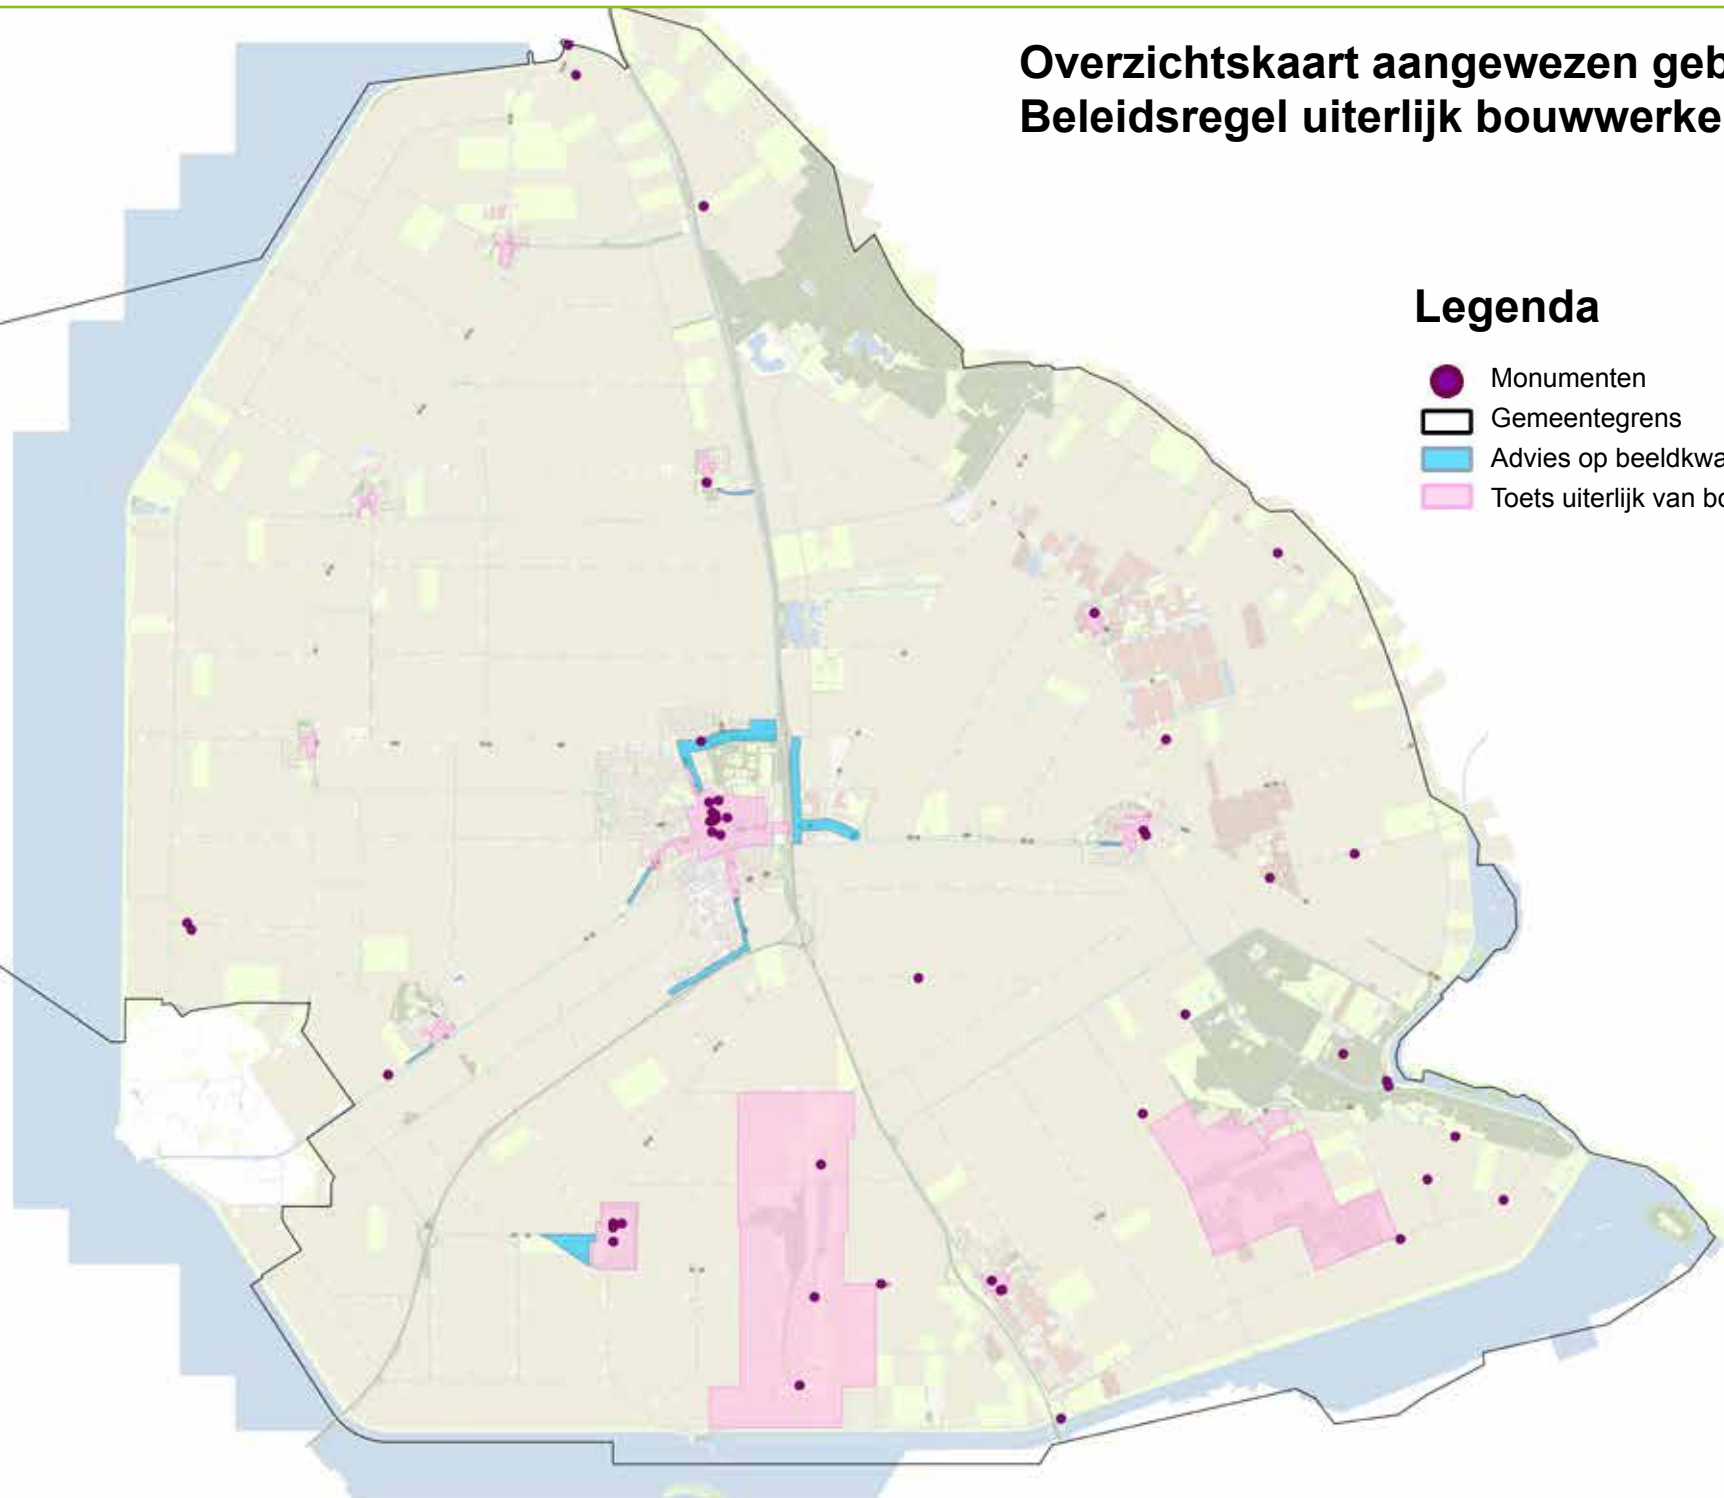 Overzichtskaart aangewezen geb
Beleidsregel uiterlijk bouwwerke
Legenda
Monumenten
Gemeentegrens
Advies op beeldkwa
Toets uiterlijk van bo